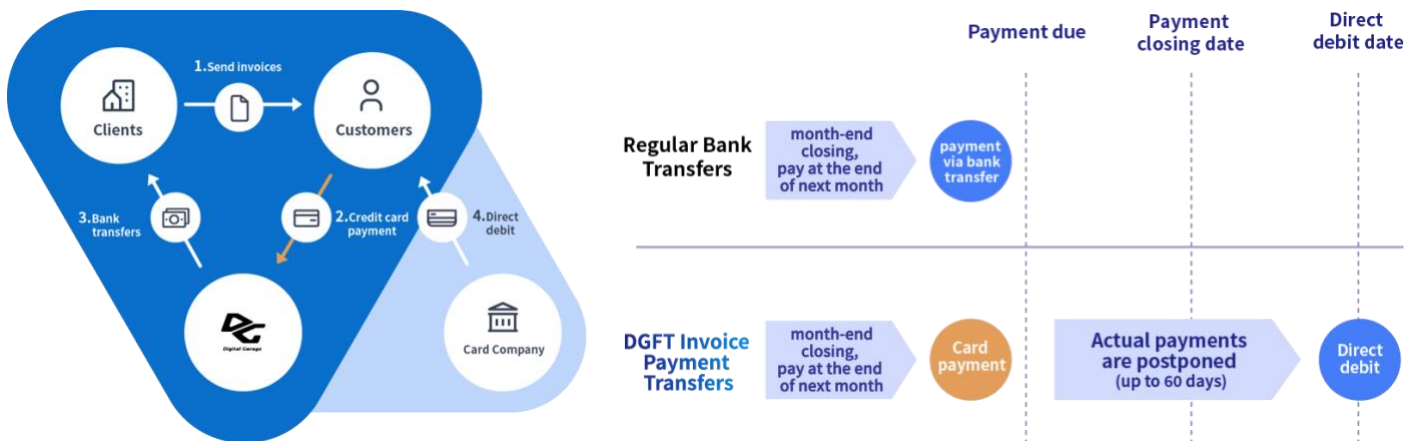 1.Send invoices
Clients
Customers
3.Bank
transfers
2.Credit card
payment
4.Direct
debit
DG
Digital Garage
Card Company
Payment due
Payment
closing date
Direct
debit date
Regular Bank
Transfers
month-end
closing,
pay at the end
of next month
payment
via bank
transfer
DGFT Invoice
Payment
Transfers
month-end
closing,
pay at the end
of next month
Card
payment
Actual payments
are postponed
(up to 60 days)
Direct
debit